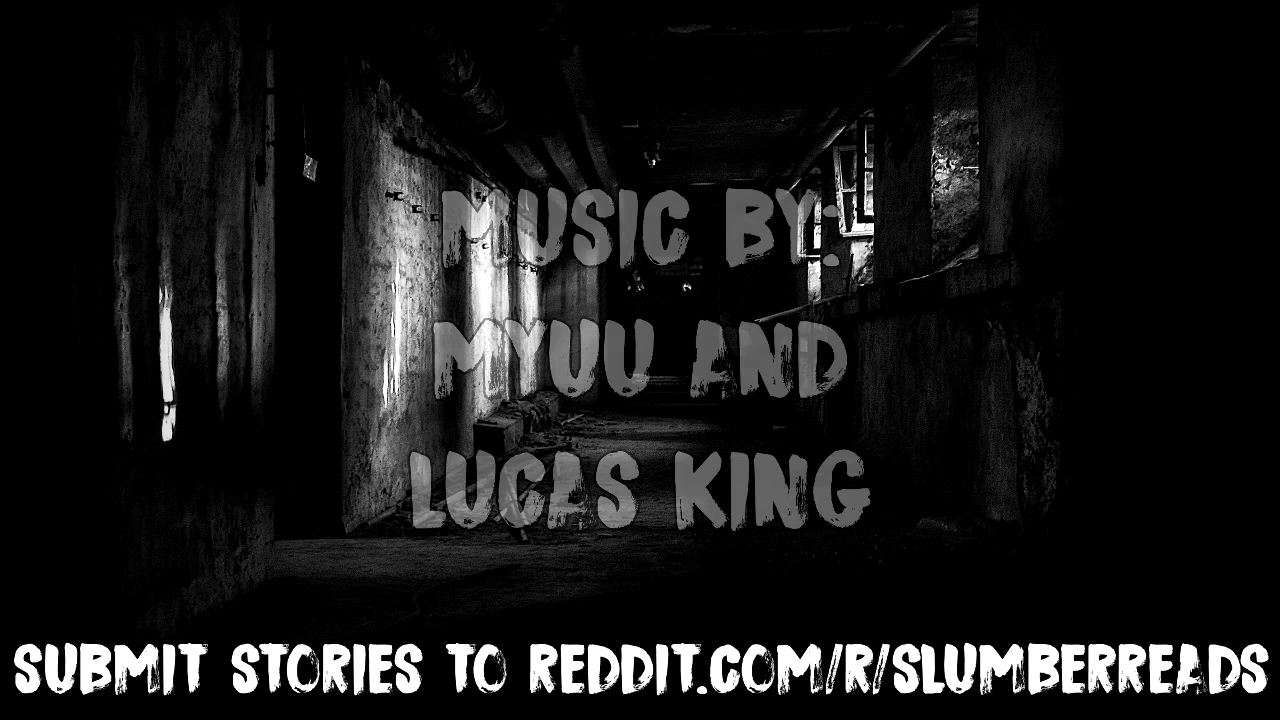 MUSIC BY:
MYUU AND
LUCAS KING
SUBMIT STORIES TO REDDIT.COM/R/SLUMBERREADS